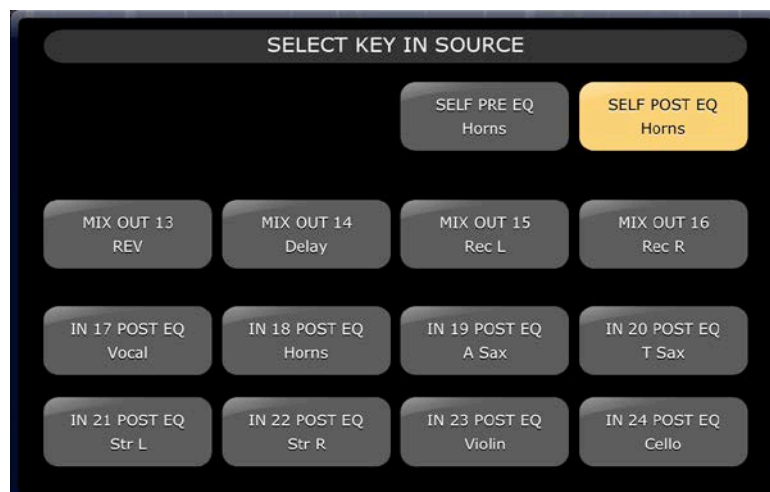 SELECT KEY IN SOURCE
SELF PRE EQ
Horns
SELF POST EQ
Horns
MIX OUT 13
REV
MIX OUT 14
Delay
MIX OUT 15
Rec L
MIX OUT 16
Rec R
IN 17 POST EQ
Vocal
IN 18 POST EQ
Horns
IN 19 POST EQ
A Sax
IN 20 POST EQ
T Sax
IN 21 POST EQ
Str L
IN 22 POST EQ
Str R
IN 23 POST EQ
Violin
IN 24 POST EQ
Cello